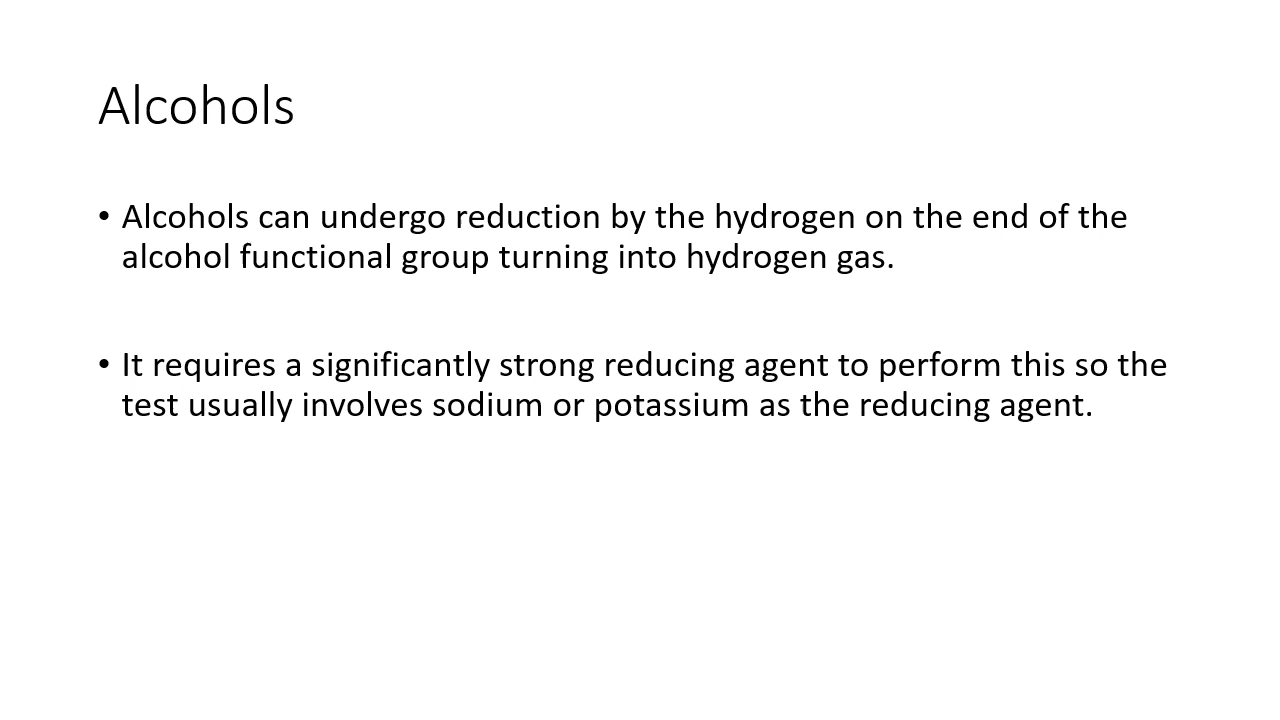 Alcohols
• Alcohols can undergo reduction by the hydrogen on the end of the
alcohol functional group turning into hydrogen gas.
• It requires a significantly strong reducing agent to perform this so the
test usually involves sodium or potassium as the reducing agent.